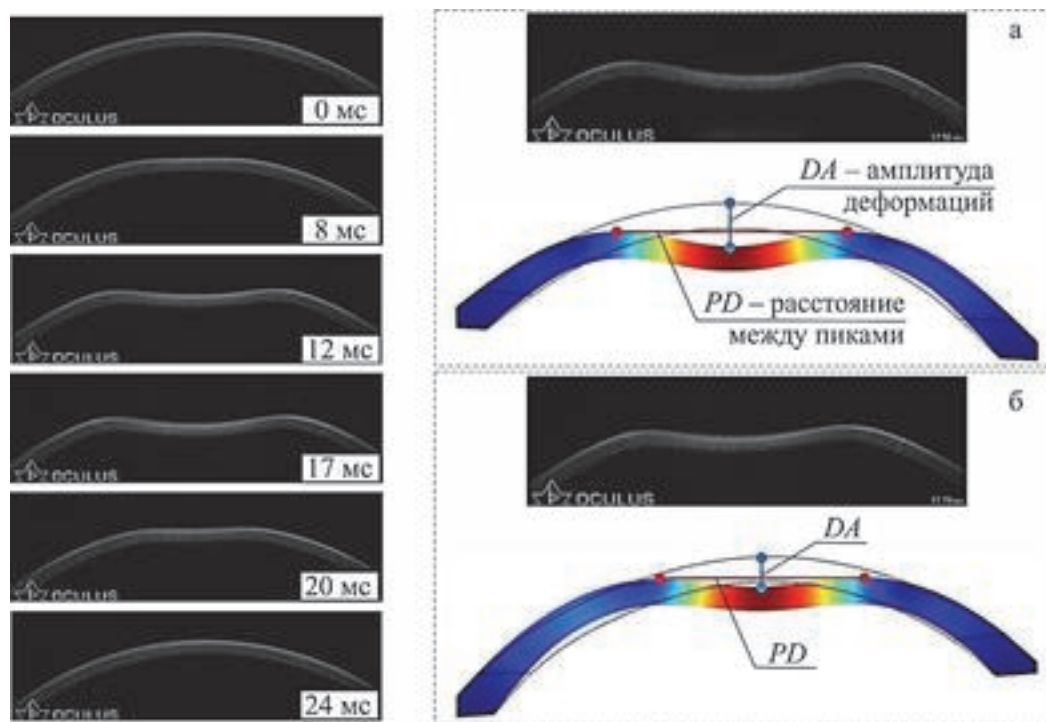 OCULUS
0 мс
OCULUS
8 мс
OCULUS
12 мс
OCULUS
17 мс
OCULUS
20 мс
OCULUS
24 мс
а
OCULUS
DA – амплитуда
деформаций
PD – расстояние
между пиками
б
OCULUS
DA
PD